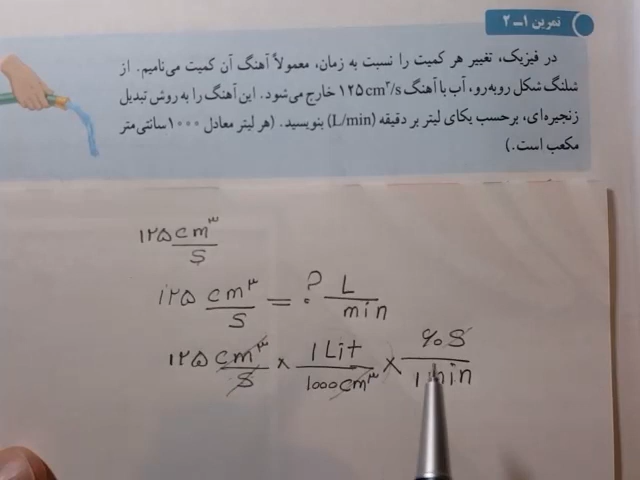 تمرین ۱-۲
در فیزیک، تغییر هر کمیت را نسبت به زمان، معمولاً آهنگ آن کمیت می‌نامیم. از
شلنگ شکل روبه‌رو، آب با آهنگ ۱۲۵ cm³/s خارج می‌شود. این آهنگ را به روش تبدیل
زنجیره‌ای، برحسب یکای لیتر بر دقیقه (L/min) بنویسید. (هر لیتر معادل ۱۰۰۰ سانتی‌متر
مکعب است.)
۱۲۵ cm³/s
۱۲۵ cm³/s = ? L/min
۱۲۵ cm³/s × 1 Lit/1000 cm³ × ۶۰ s/1 min